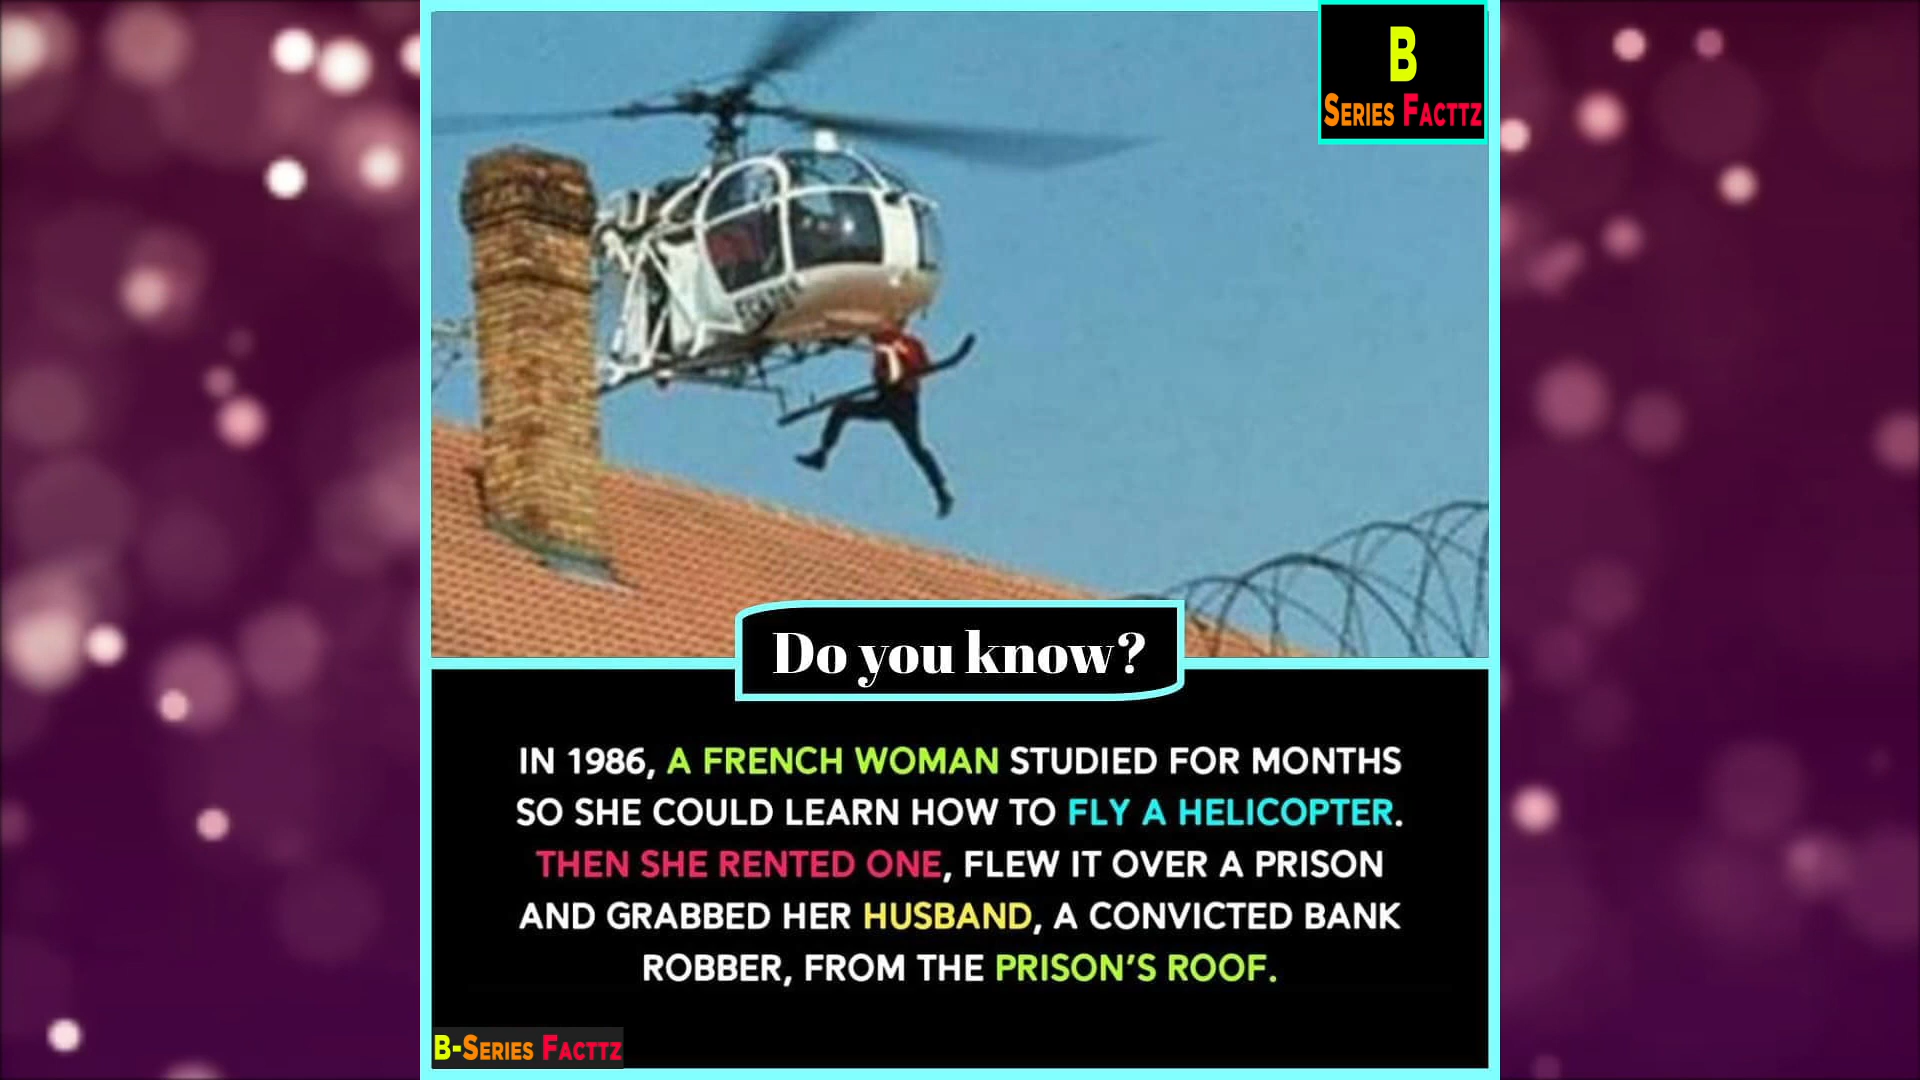 B
SERIES FACTTZ
Do you know?
IN 1986, A FRENCH WOMAN STUDIED FOR MONTHS
SO SHE COULD LEARN HOW TO FLY A HELICOPTER.
THEN SHE RENTED ONE, FLEW IT OVER A PRISON
AND GRABBED HER HUSBAND, A CONVICTED BANK
ROBBER, FROM THE PRISON'S ROOF.
B-SERIES FACTTZ